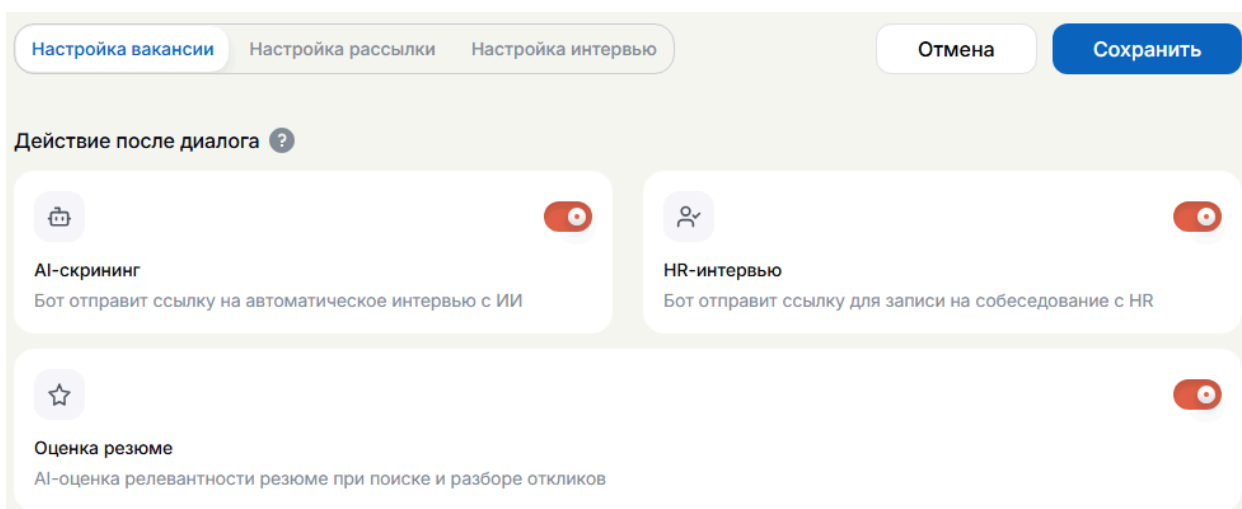 Настройка вакансии Настройка рассылки Настройка интервью Отмена Сохранить
Действие после диалога ?
AI-скрининг
Бот отправит ссылку на автоматическое интервью с ИИ
HR-интервью
Бот отправит ссылку для записи на собеседование с HR
Оценка резюме
AI-оценка релевантности резюме при поиске и разборе откликов